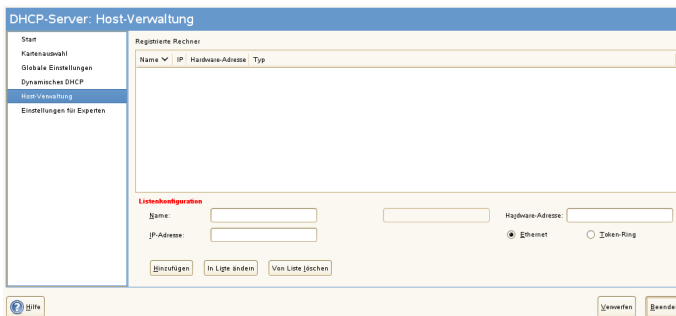 DHCP-Server: Host-Verwaltung
Start
Kartenauswahl
Globale Einstellungen
Dynamisches DHCP
Host-Verwaltung
Einstellungen für Experten
Registrierte Rechner
Name IP Hardware-Adresse Typ
Listenkonfiguration
Name:
Hardware-Adresse:
IP-Adresse:
Ethernet
Token-Ring
Hinzufügen
In Liste ändern
Von Liste löschen
Hilfe
Verwerfen
Beende